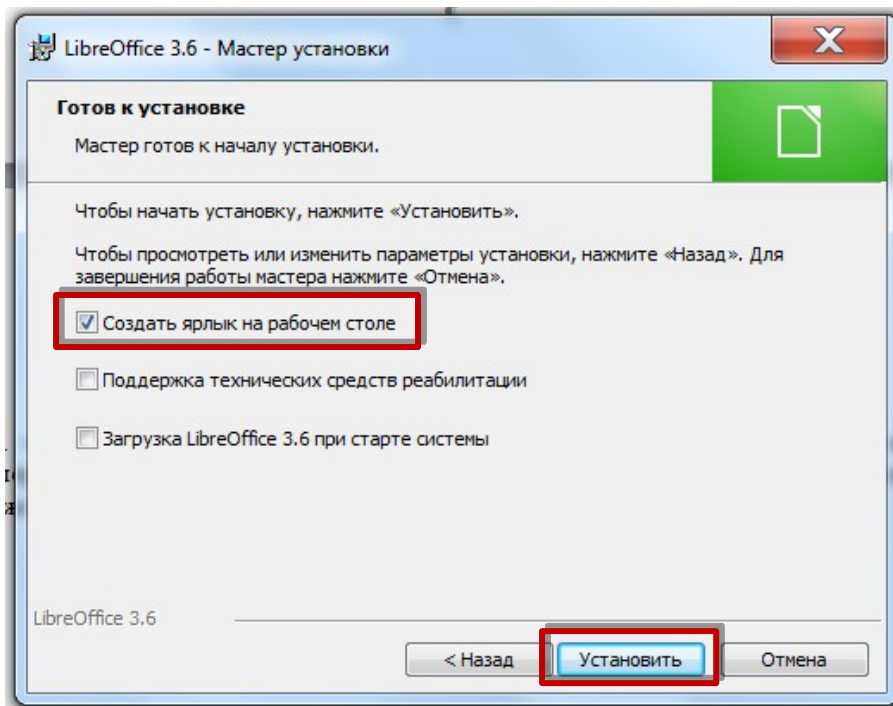 LibreOffice 3.6 - Мастер установки
Готов к установке
Мастер готов к началу установки.
Чтобы начать установку, нажмите «Установить».
Чтобы просмотреть или изменить параметры установки, нажмите «Назад». Для
завершения работы мастера нажмите «Отмена».
Создать ярлык на рабочем столе
Поддержка технических средств реабилитации
Загрузка LibreOffice 3.6 при старте системы
LibreOffice 3.6
< Назад
Установить
Отмена